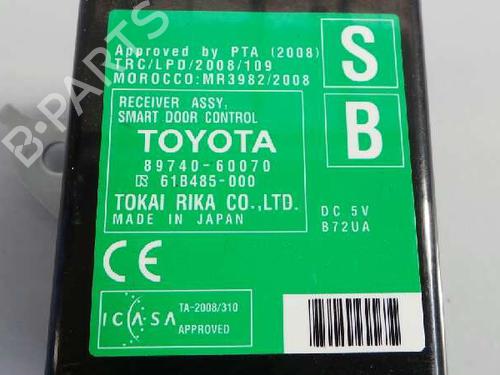 Approved by PTA (2008)
TRC/LPD/2008/109
MOROCCO:MR3982/2008
S
B
RECEIVER ASSY,
SMART DOOR CONTROL
TOYOTA
89740-60070
61B485-000
TOKAI RIKA CO.,LTD.
MADE IN JAPAN
DC 5V
B72UA
CE
ICASA
TA-2008/310
APPROVED
B-PARTS